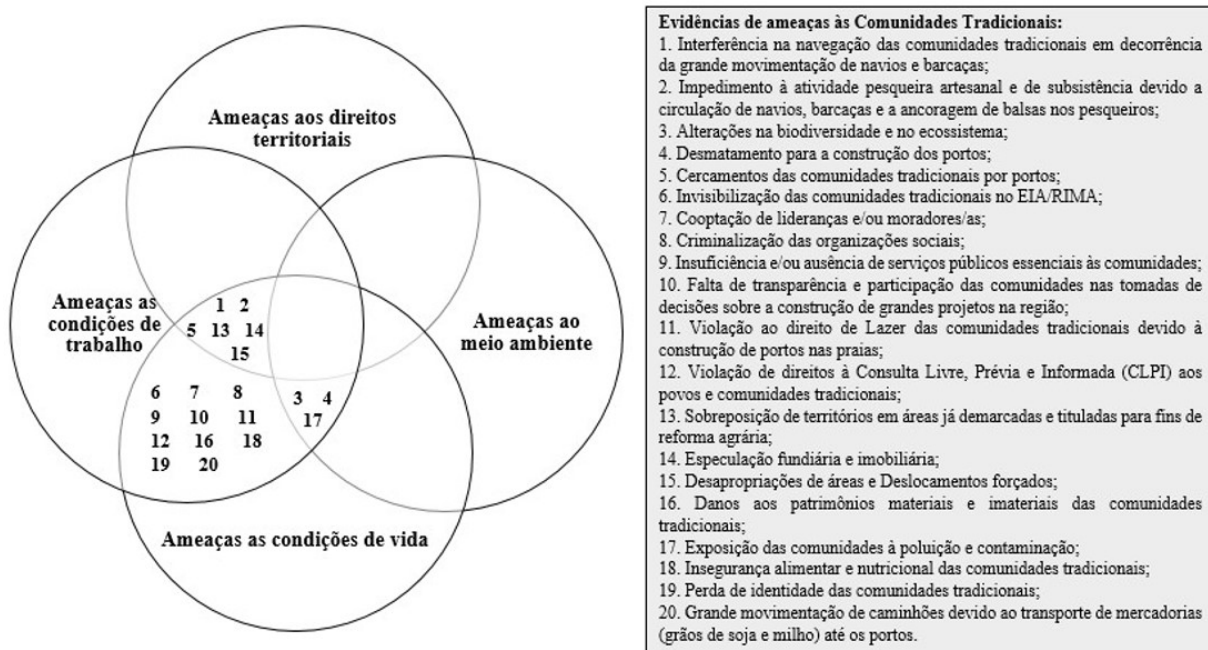 Ameaças aos direitos
territoriais
Ameaças as
condições de
trabalho
Ameaças ao
meio ambiente
Ameaças as condições de vida
1 2
5 13 14
15
3 4
17
6 7 8
9 10 11
12 16 18
19 20
Evidências de ameaças às Comunidades Tradicionais:
1. Interferência na navegação das comunidades tradicionais em decorrência
da grande movimentação de navios e barcaças;
2. Impedimento à atividade pesqueira artesanal e de subsistência devido a
circulação de navios, barcaças e a ancoragem de balsas nos pesqueiros;
3. Alterações na biodiversidade e no ecossistema;
4. Desmatamento para a construção dos portos;
5. Cercamentos das comunidades tradicionais por portos;
6. Invisibilização das comunidades tradicionais no EIA/RIMA;
7. Cooptação de lideranças e/ou moradores/as;
8. Criminalização das organizações sociais;
9. Insuficiência e/ou ausência de serviços públicos essenciais às comunidades;
10. Falta de transparência e participação das comunidades nas tomadas de
decisões sobre a construção de grandes projetos na região;
11. Violação ao direito de Lazer das comunidades tradicionais devido à
construção de portos nas praias;
12. Violação de direitos à Consulta Livre, Prévia e Informada (CLPI) aos
povos e comunidades tradicionais;
13. Sobreposição de territórios em áreas já demarcadas e tituladas para fins de
reforma agrária;
14. Especulação fundiária e imobiliária;
15. Desapropriações de áreas e Deslocamentos forçados;
16. Danos aos patrimônios materiais e imateriais das comunidades
tradicionais;
17. Exposição das comunidades à poluição e contaminação;
18. Insegurança alimentar e nutricional das comunidades tradicionais;
19. Perda de identidade das comunidades tradicionais;
20. Grande movimentação de caminhões devido ao transporte de mercadorias
(grãos de soja e milho) até os portos.